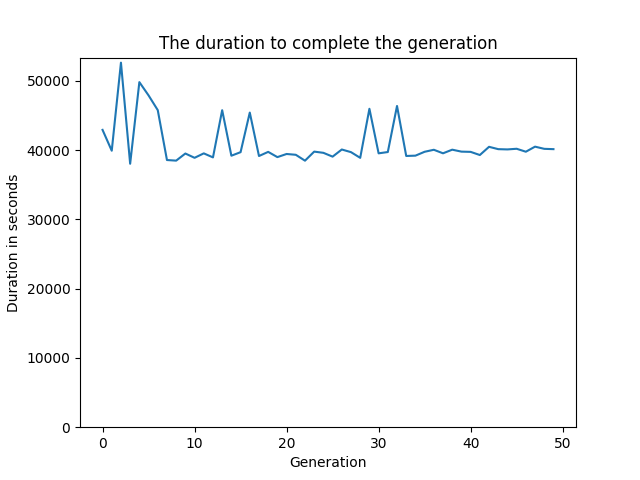 The duration to complete the generation
Duration in seconds
50000
40000
30000
20000
10000
0
0 10 20 30 40 50
Generation